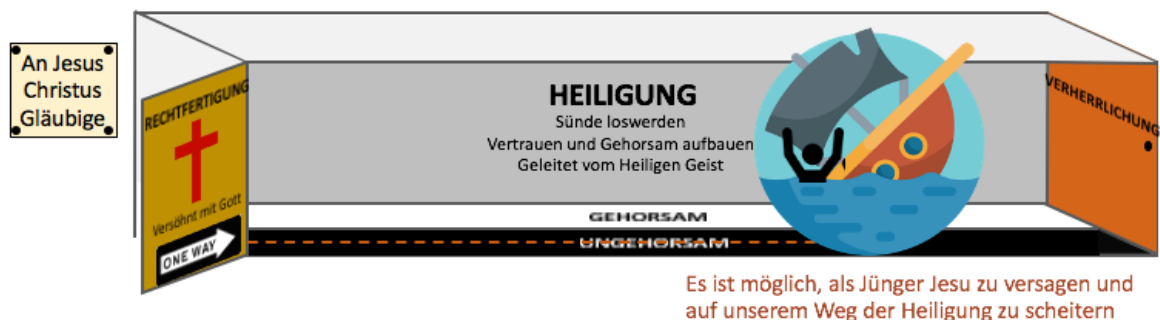 An Jesus
Christus
Gläubige
RECHTFERTIGUNG
Versöhnt mit Gott
ONE WAY
HEILIGUNG
Sünde loswerden
Vertrauen und Gehorsam aufbauen
Geleitet vom Heiligen Geist
GEHORSAM
UNGEHORSAM
VERHERRLICHUNG
Es ist möglich, als Jünger Jesu zu versagen und
auf unserem Weg der Heiligung zu scheitern